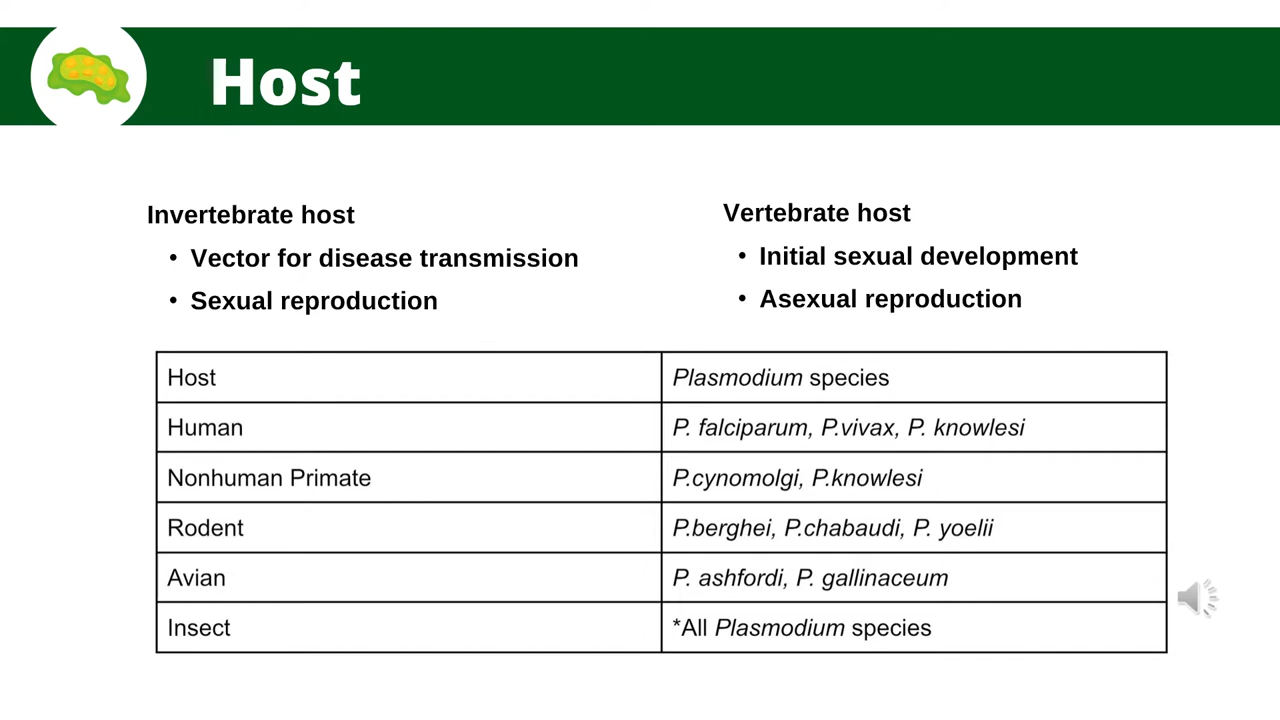 Host
Invertebrate host
• Vector for disease transmission
• Sexual reproduction
Vertebrate host
• Initial sexual development
• Asexual reproduction
Host Plasmodium species
Human P. falciparum, P.vivax, P. knowlesi
Nonhuman Primate P.cynomolgi, P.knowlesi
Rodent P.berghei, P.chabaudi, P. yoelii
Avian P. ashfordi, P. gallinaceum
Insect *All Plasmodium species